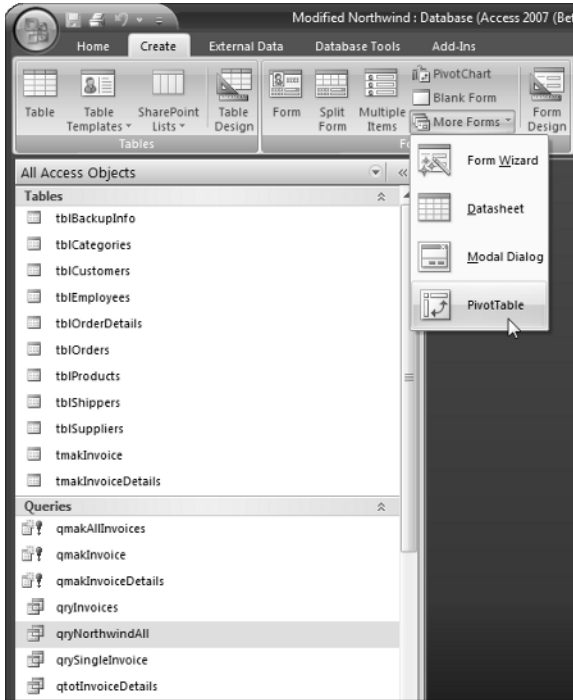 Modified Northwind : Database (Access 2007 (Bet
Home Create External Data Database Tools Add-Ins
Table
Table Templates
SharePoint Lists
Table Design
Form
Split Form
Multiple Items
PivotChart
Blank Form
More Forms
Form Design
Tables
Fo
Form Wizard
Datasheet
Modal Dialog
PivotTable
All Access Objects
Tables
tblBackupInfo
tblCategories
tblCustomers
tblEmployees
tblOrderDetails
tblOrders
tblProducts
tblShippers
tblSuppliers
tmakInvoice
tmakInvoiceDetails
Queries
qmakAllInvoices
qmakInvoice
qmakInvoiceDetails
qryInvoices
qryNorthwindAll
qrySingleInvoice
qtotInvoiceDetails